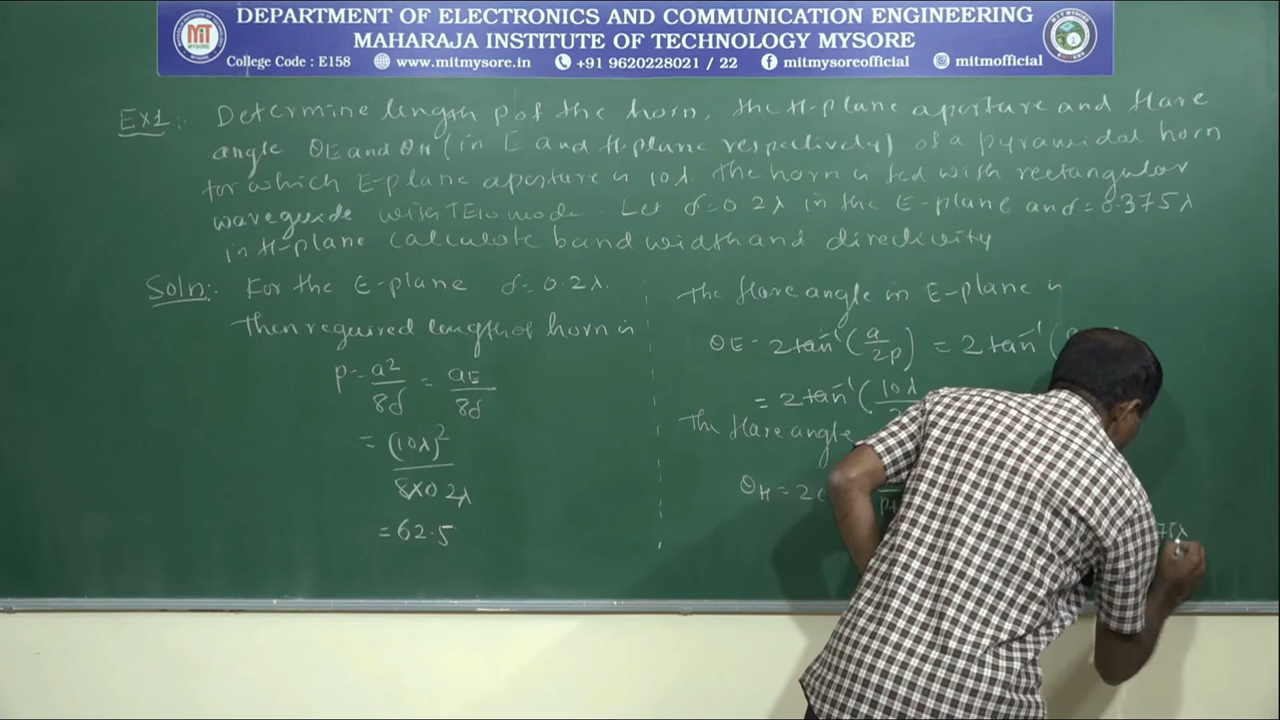 DEPARTMENT OF ELECTRONICS AND COMMUNICATION ENGINEERING
MAHARAJA INSTITUTE OF TECHNOLOGY MYSORE
College Code : E158 www.mitmysore.in +91 9620228021 / 22 mitmysoreofficial mitmofficial
MIT
MYSORE
Ex1:- Determine length p of the horn, the H-plane aperture and flare
angle θE and θH (in E and H-plane respectively) of a pyramidal horn
for which E-plane aperture is 10λ. The horn is fed with rectangular
waveguide with TE10 mode. Let δ=0.2λ in the E-plane and δ=0.375λ
in H-plane calculate band width and directivity
Soln:- For the E-plane δ=0.2λ.
Then required length of horn is
p = a²/8δ = aE/8δ
= (10λ)²/8×0.2λ
= 62.5
The flare angle in E-plane is
θE = 2tan⁻¹(a/2p) = 2tan⁻¹(
= 2tan⁻¹(10λ
The flare angle
θH = 2
75λ